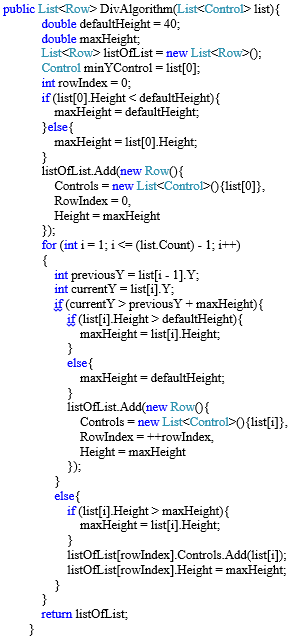 public List<Row> DivAlgorithm(List<Control> list){
double defaultHeight = 40;
double maxHeight;
List<Row> listOfList = new List<Row>();
Control minYControl = list[0];
int rowIndex = 0;
if (list[0].Height < defaultHeight){
maxHeight = defaultHeight;
}else{
maxHeight = list[0].Height;
}
listOfList.Add(new Row(){
Controls = new List<Control>(){list[0]},
RowIndex = 0,
Height = maxHeight
});
for (int i = 1; i <= (list.Count) - 1; i++)
{
int previousY = list[i - 1].Y;
int currentY = list[i].Y;
if (currentY > previousY + maxHeight){
if (list[i].Height > defaultHeight){
maxHeight = list[i].Height;
}
else{
maxHeight = defaultHeight;
}
listOfList.Add(new Row(){
Controls = new List<Control>(){list[i]},
RowIndex = ++rowIndex,
Height = maxHeight
});
}
else{
if (list[i].Height > maxHeight){
maxHeight = list[i].Height;
}
listOfList[rowIndex].Controls.Add(list[i]);
listOfList[rowIndex].Height = maxHeight;
}
}
return listOfList;
}